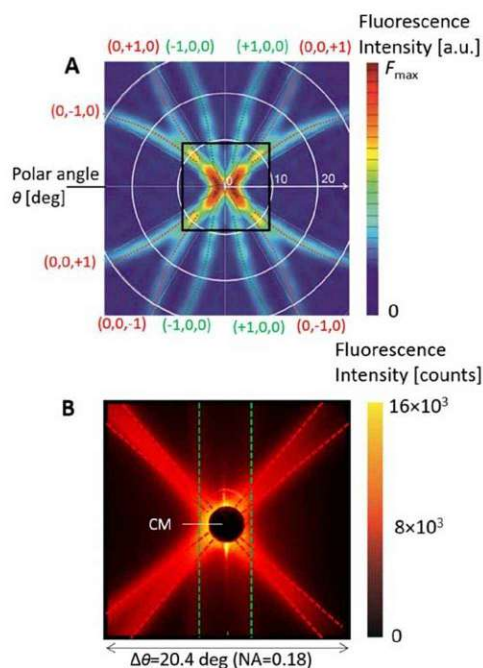 Fluorescence
Intensity [a.u.]
(0,+1,0) (-1,0,0) (+1,0,0) (0,0,+1)
A
F_max
(0,-1,0)
Polar angle
θ [deg]
0 10 20
(0,0,+1)
0
(0,0,-1) (-1,0,0) (+1,0,0) (0,-1,0)
Fluorescence
Intensity [counts]
B
16×10³
CM
8×10³
0
Δθ=20.4 deg (NA=0.18)